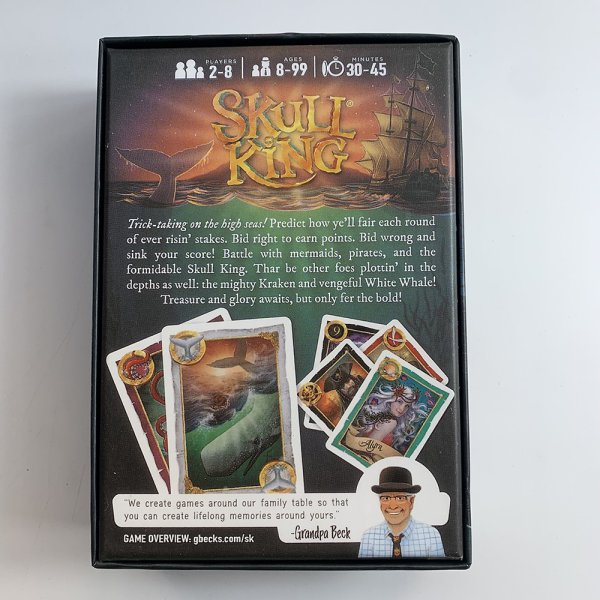 PLAYERS
2-8
AGES
8-99
MINUTES
30-45
SKULL®
KING
Trick-taking on the high seas! Predict how ye'll fair each round
of ever risin' stakes. Bid right to earn points. Bid wrong and
sink your score! Battle with mermaids, pirates, and the
formidable Skull King. Thar be other foes plottin' in the
depths as well: the mighty Kraken and vengeful White Whale!
Treasure and glory awaits, but only fer the bold!
9
Alyra
"We create games around our family table so that
you can create lifelong memories around yours."
-Grandpa Beck
GAME OVERVIEW: gbecks.com/sk